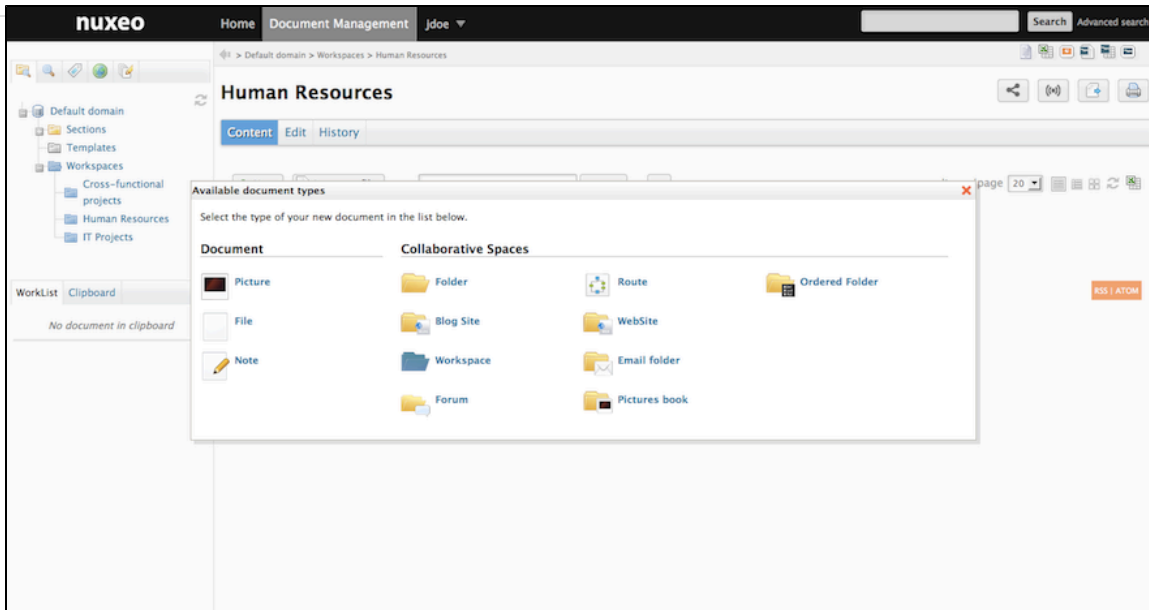 nuxeo Home Document Management jdoe Search Advanced search
> Default domain > Workspaces > Human Resources
Human Resources
Content Edit History
Default domain
Sections
Templates
Workspaces
Cross-functional
projects
Human Resources
IT Projects
WorkList Clipboard
No document in clipboard
page 20
RSS | ATOM
Available document types
Select the type of your new document in the list below.
Document Collaborative Spaces
Picture Folder Route Ordered Folder
File Blog Site WebSite
Note Workspace Email folder
Forum Pictures book